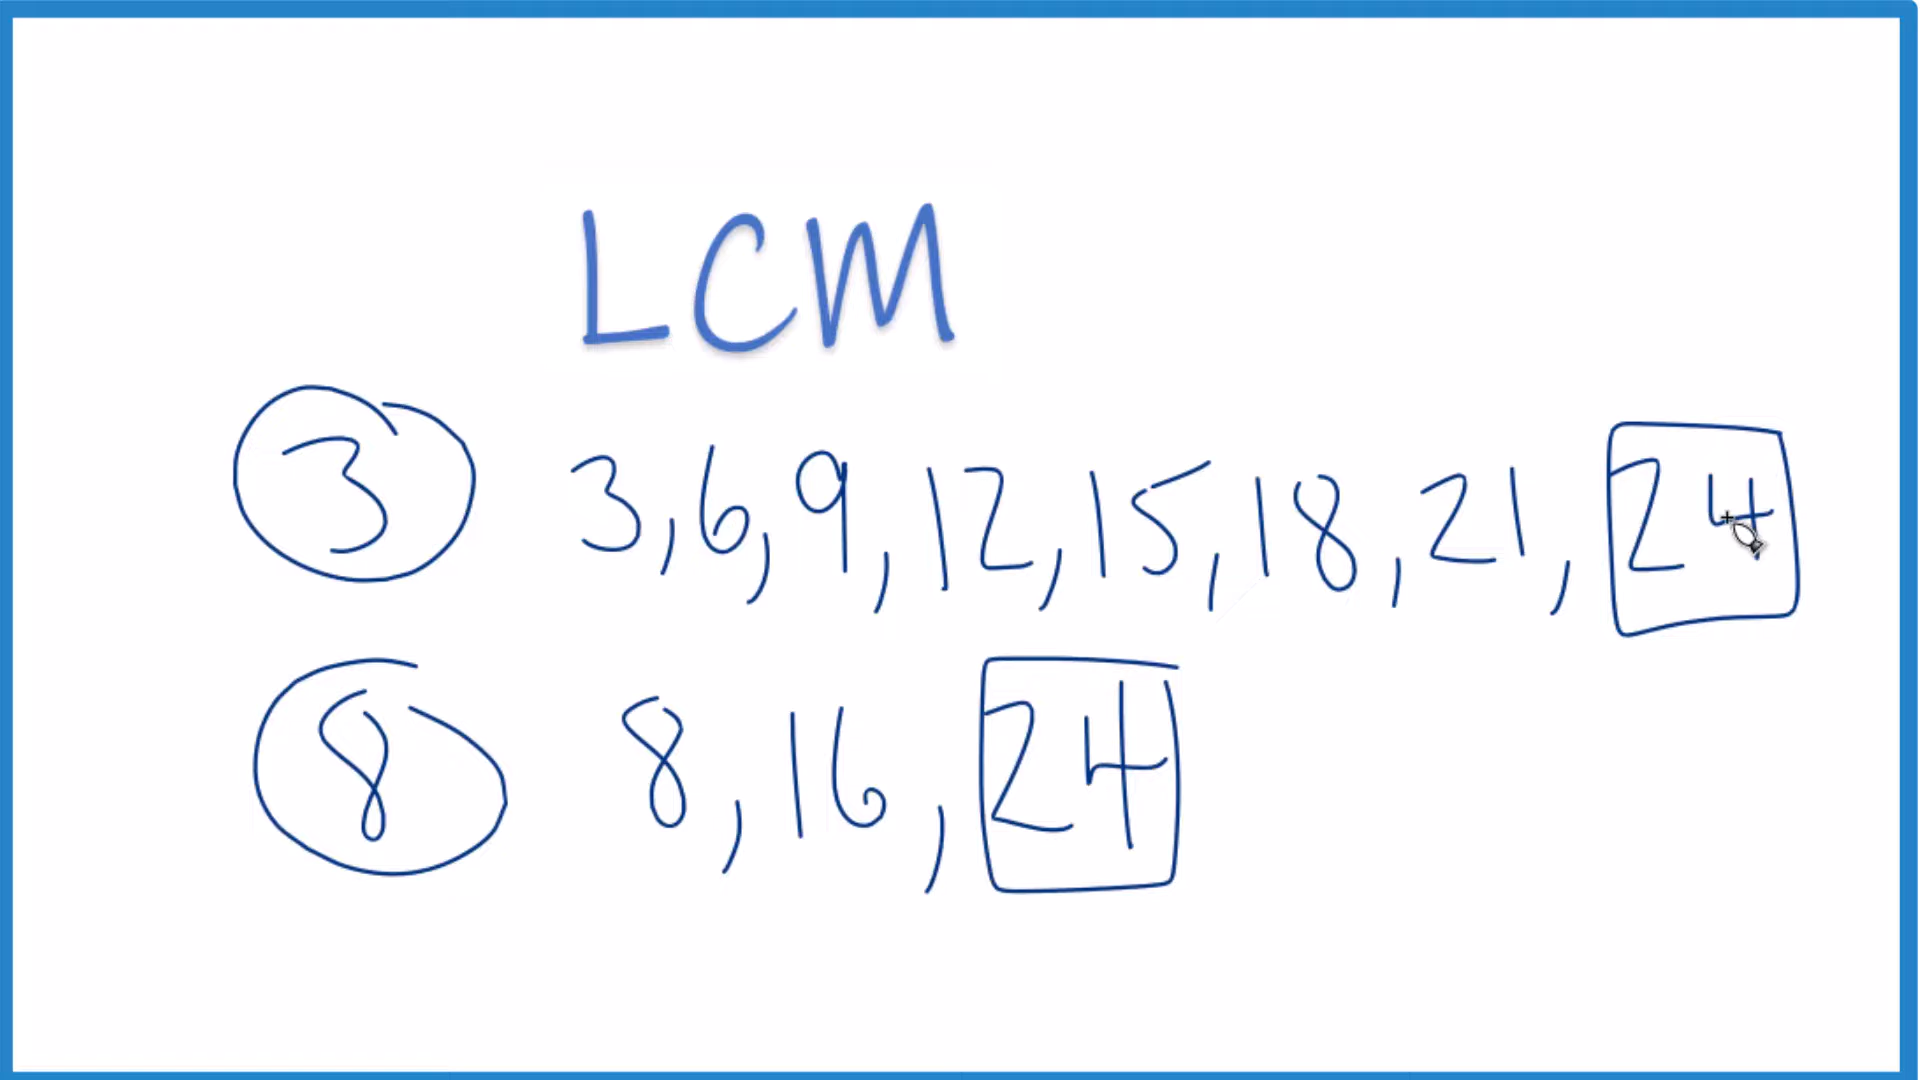 LCM
3 3, 6, 9, 12, 15, 18, 21, 24
8 8, 16, 24